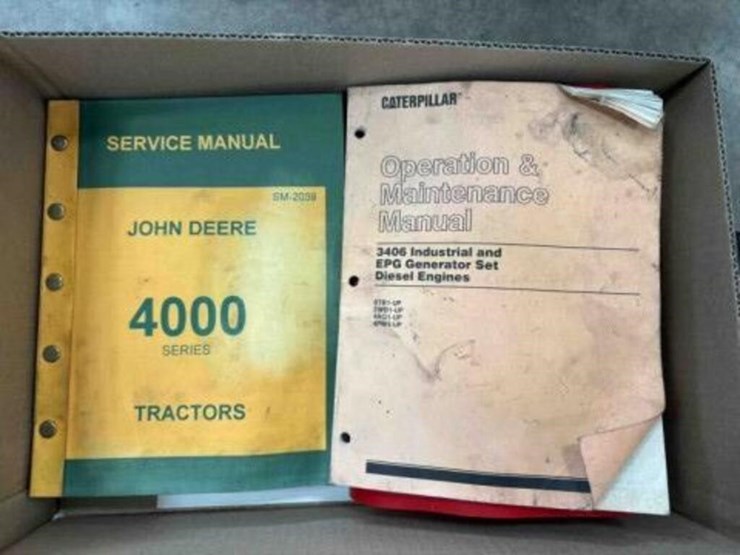 SERVICE MANUAL
SM-2039
JOHN DEERE
4000
SERIES
TRACTORS
CATERPILLAR
Operation &
Maintenance
Manual
3406 Industrial and
EPG Generator Set
Diesel Engines